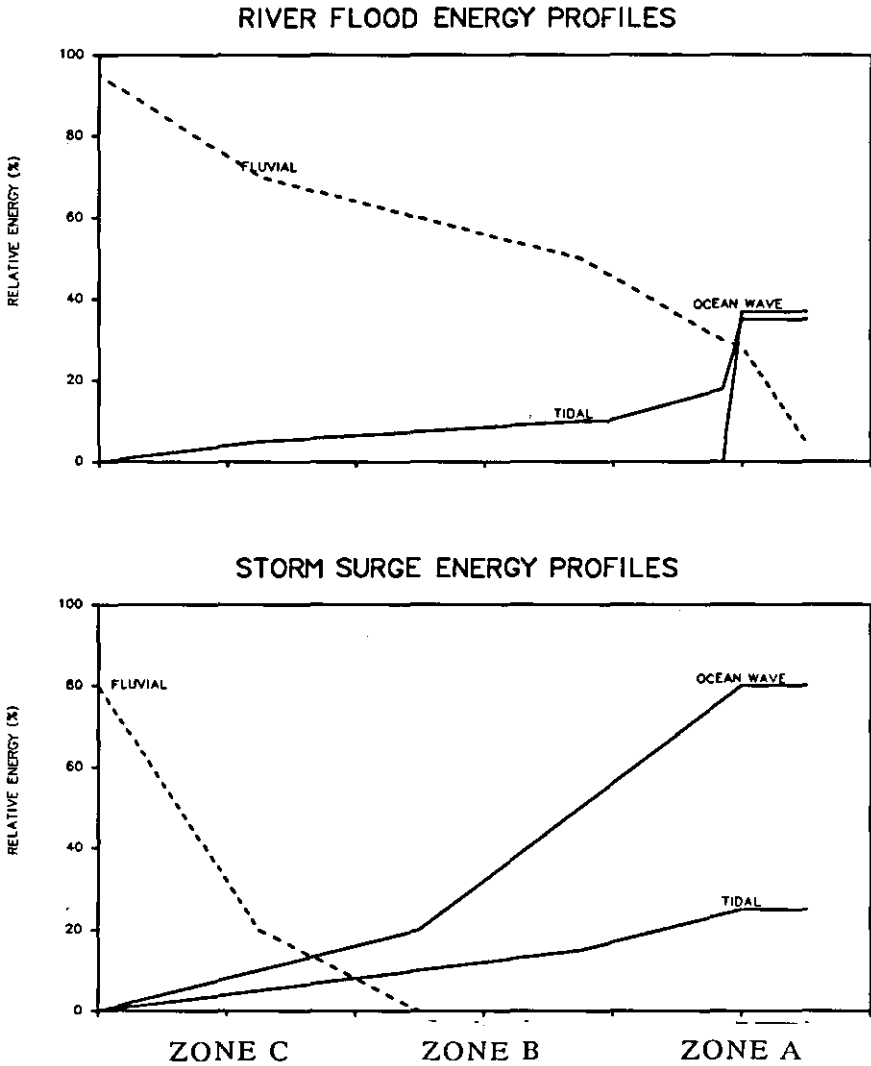 RIVER FLOOD ENERGY PROFILES
100
80
60
40
20
0
RELATIVE ENERGY (%)
FLUVIAL
OCEAN WAVE
TIDAL
STORM SURGE ENERGY PROFILES
100
80
60
40
20
0
RELATIVE ENERGY (%)
FLUVIAL
OCEAN WAVE
TIDAL
ZONE C ZONE B ZONE A